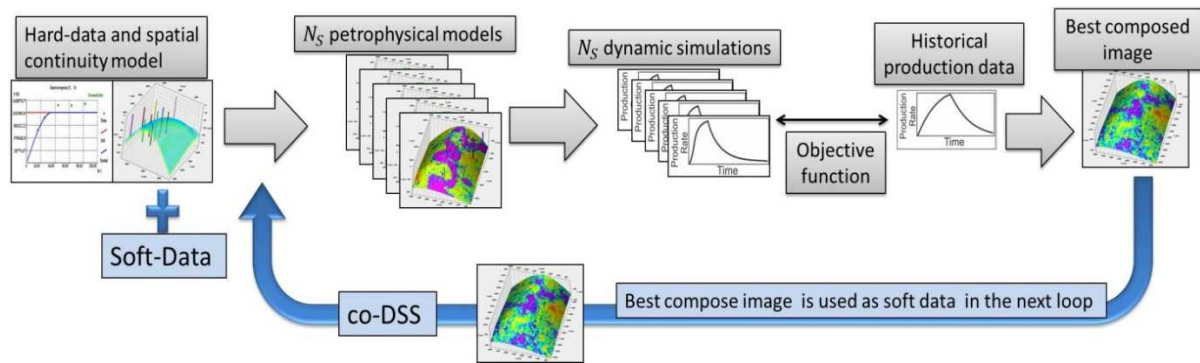 Hard-data and spatial
continuity model
N_S petrophysical models
N_S dynamic simulations
Historical
production data
Best composed
image
Production
Rate
Time
Production
Rate
Time
Objective
function
Soft-Data
co-DSS
Best compose image is used as soft data in the next loop